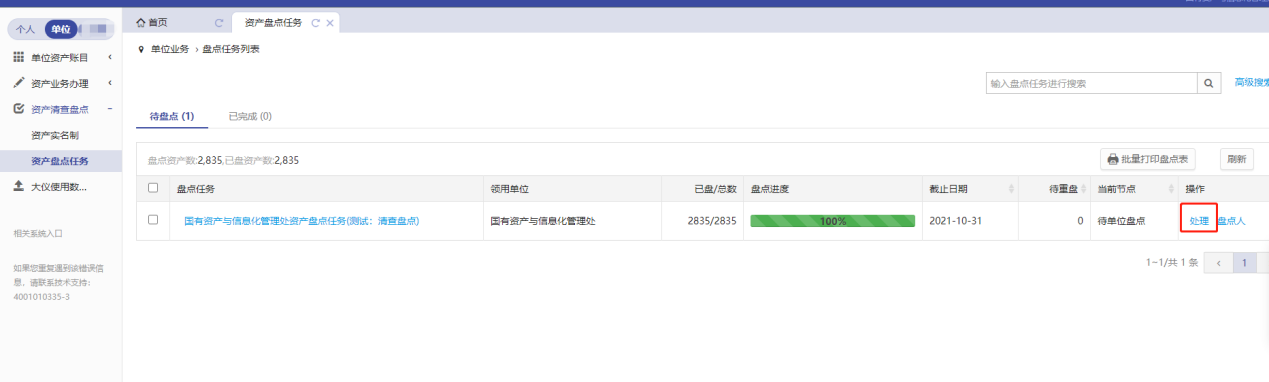 个人 单位
单位资产账目
资产业务办理
资产清查盘点
资产实名制
资产盘点任务
大仪使用数...
相关系统入口
如果您重复遇到该错误信
息，请联系技术支持：
4001010335-3
首页 资产盘点任务
单位业务 › 盘点任务列表
输入盘点任务进行搜索 高级搜索
待盘点 (1) 已完成 (0)
盘点资产数:2,835,已盘资产数:2,835 批量打印盘点表 刷新
盘点任务 领用单位 已盘/总数 盘点进度 截止日期 待重盘 当前节点 操作
国有资产与信息化管理处资产盘点任务(测试：清查盘点) 国有资产与信息化管理处 2835/2835 100% 2021-10-31 0 待单位盘点 处理 盘点人
1-1/共 1 条 ‹ 1